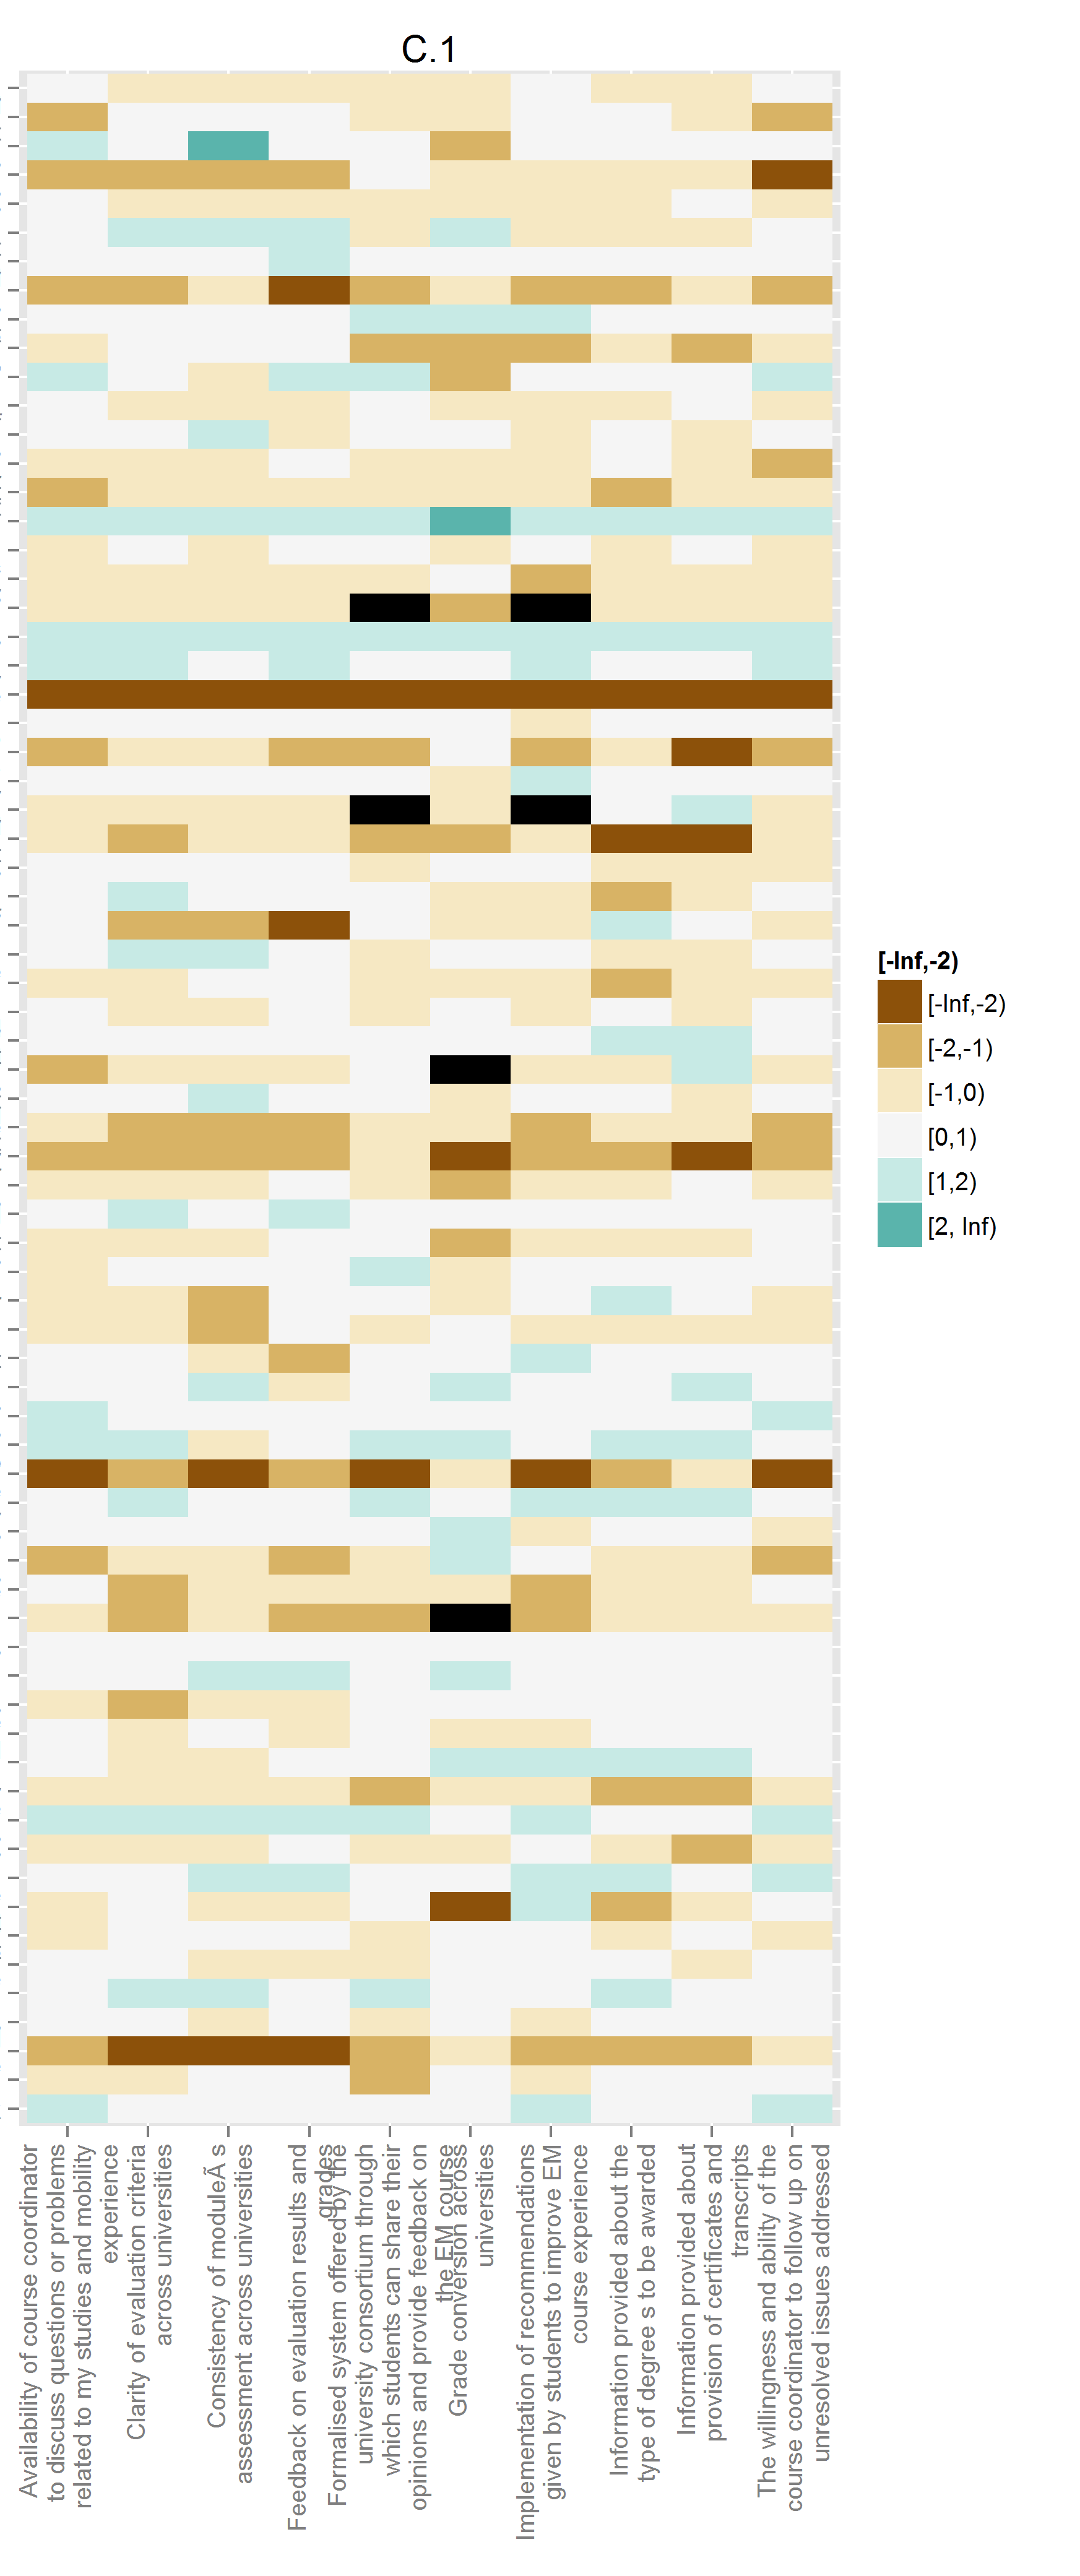 C.1
[-Inf,-2)
[-Inf,-2)
[-2,-1)
[-1,0)
[0,1)
[1,2)
[2, Inf)
Availability of course coordinator
to discuss questions or problems
related to my studies and mobility
experience
Clarity of evaluation criteria
across universities
Consistency of moduleÃ s
assessment across universities
Feedback on evaluation results and
grades
Formalised system offered by the
university consortium through
which students can share their
opinions and provide feedback on
the EM course
Grade conversion across
universities
Implementation of recommendations
given by students to improve EM
course experience
Information provided about the
type of degree s to be awarded
Information provided about
provision of certificates and
transcripts
The willingness and ability of the
course coordinator to follow up on
unresolved issues addressed